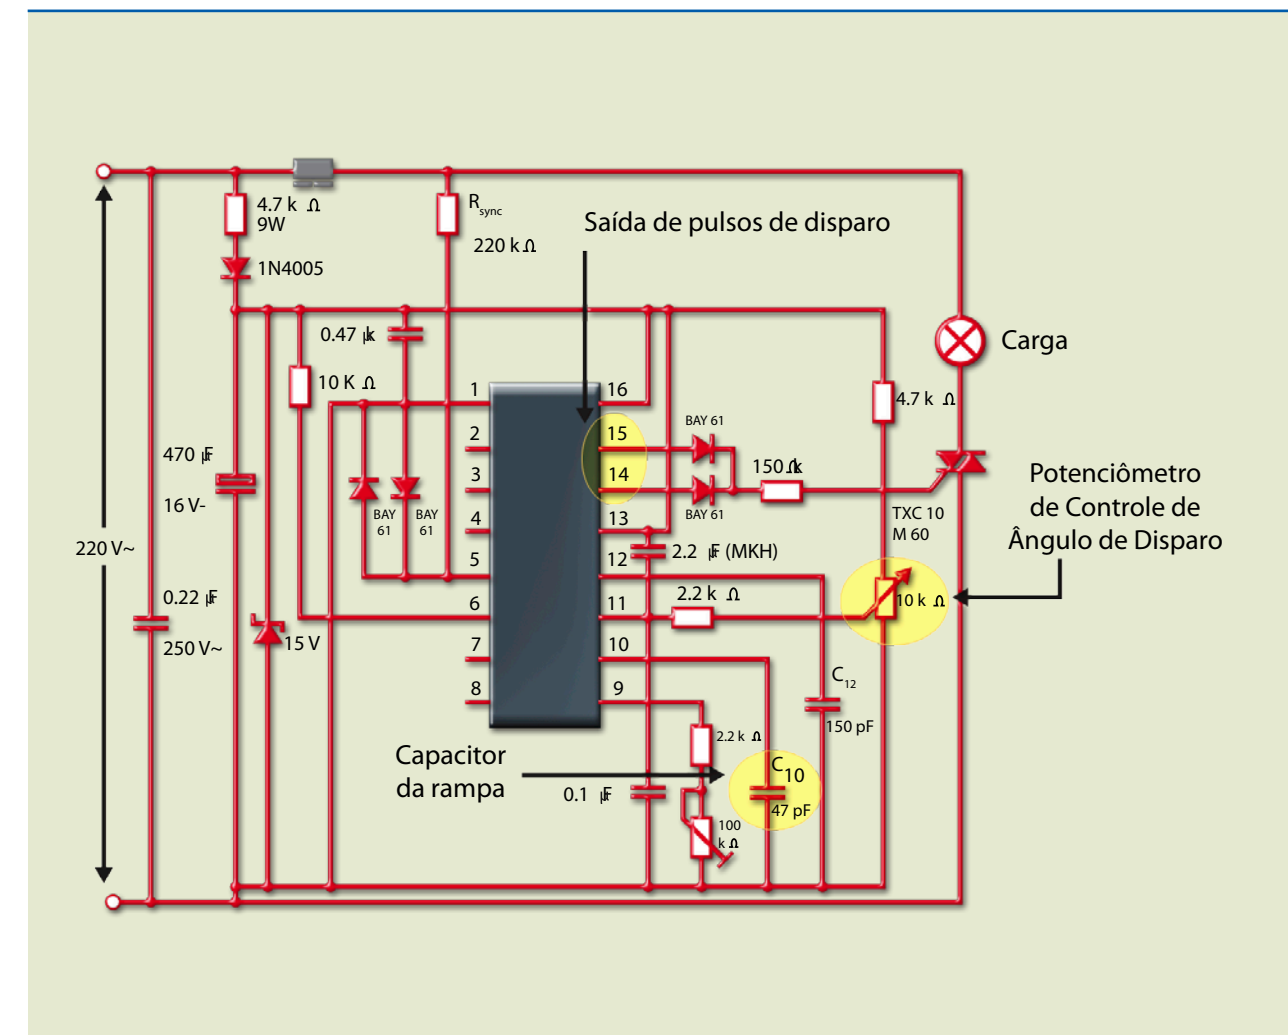 4.7 k Ω
9W
1N4005
R sync
220 k Ω
Saída de pulsos de disparo
0.47 µk
10 K Ω
Carga
4.7 k Ω
1
2
3
4
5
6
7
8
16
15
14
13
12
11
10
9
BAY 61
BAY 61
150 Ωk
TXC 10
M 60
Potenciômetro
de Controle de
Ângulo de Disparo
470 µF
16 V-
BAY
61
BAY
61
220 V~
2.2 µF (MKH)
2.2 k Ω
10 k Ω
0.22 µF
250 V~
15 V
C12
150 pF
Capacitor
da rampa
2.2 k Ω
C10
47 pF
0.1 µF
100
k Ω